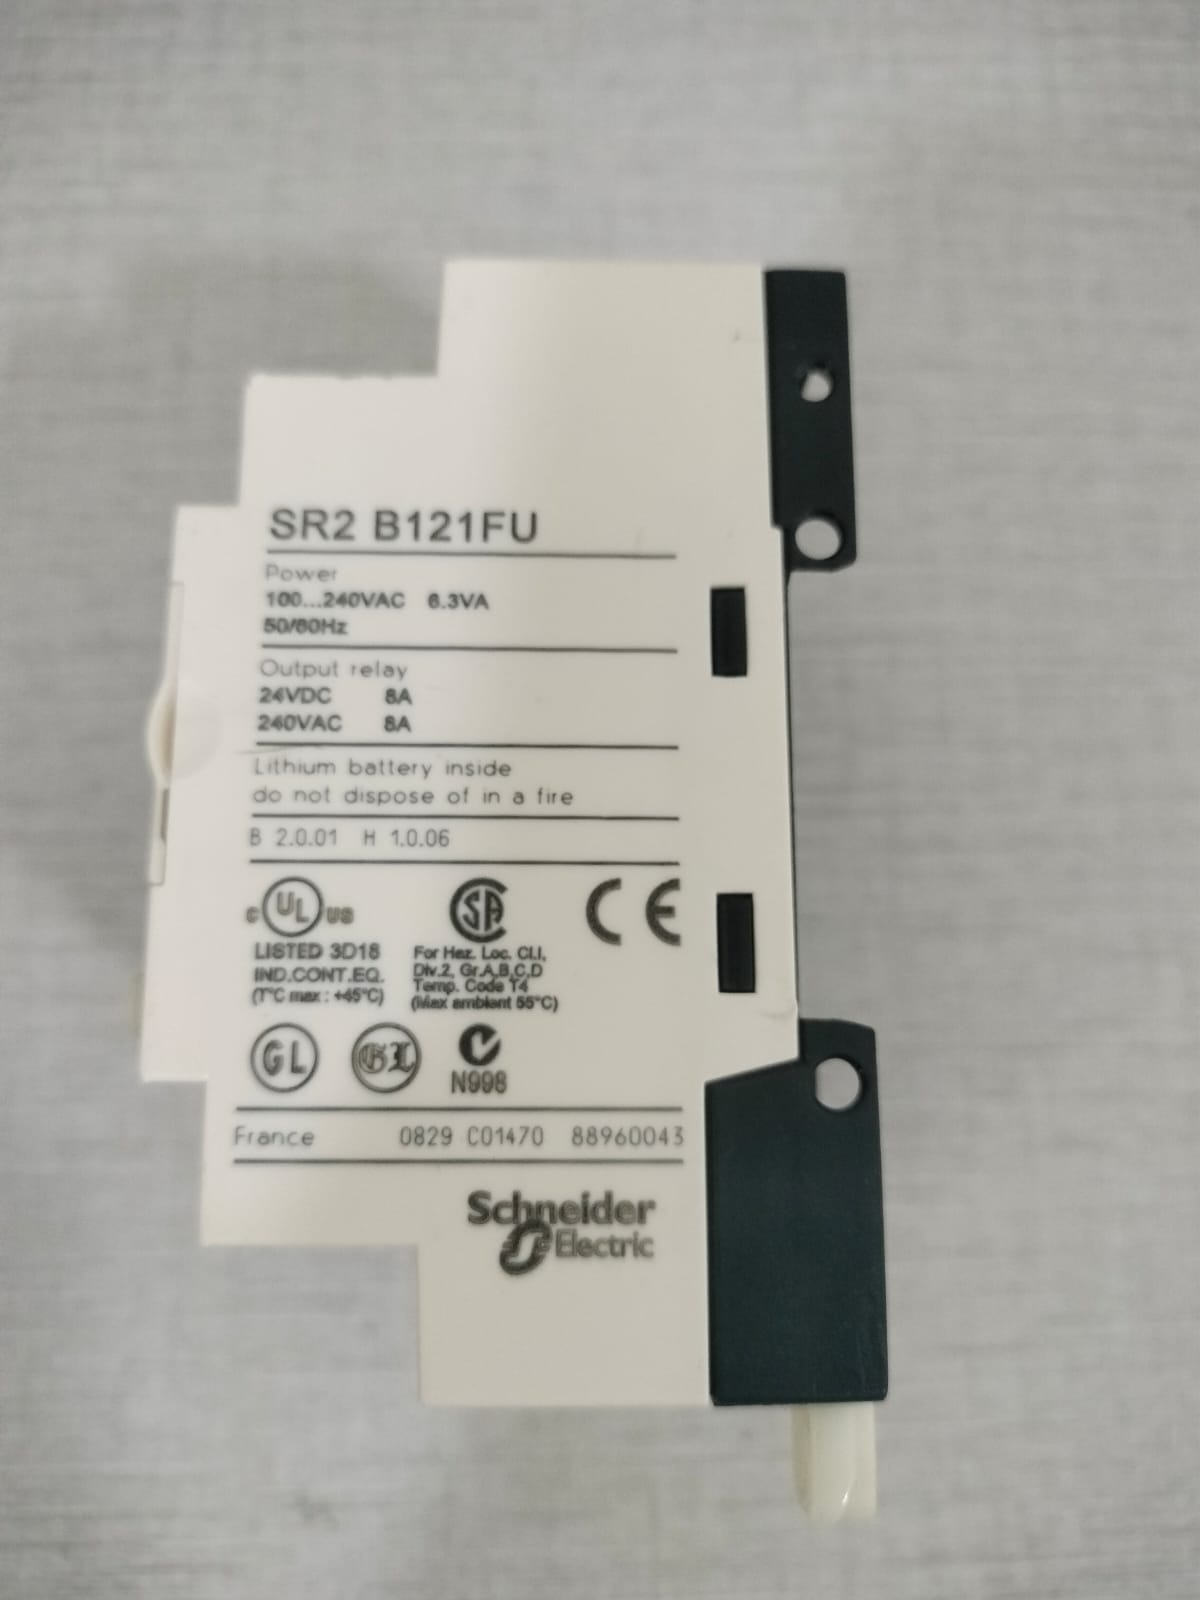 SR2 B121FU
Power
100...240VAC 6.3VA
50/60Hz
Output relay
24VDC 8A
240VAC 8A
Lithium battery inside
do not dispose of in a fire
B 2.0.01 H 1.0.06
c UL us
SA
CE
LISTED 3D18
IND.CONT.EQ.
(T°C max : +45°C)
For Haz. Loc. CLI,
Div.2, Gr.A,B,C,D
Temp. Code T4
(Max ambient 55°C)
GL
GL
N998
France 0829 C01470 88960043
Schneider
Electric